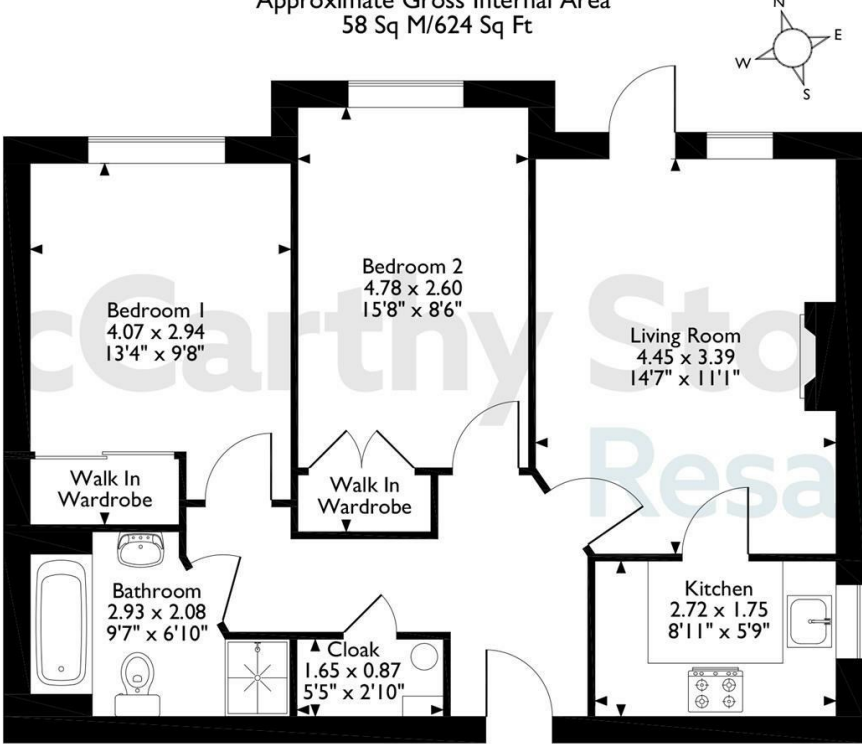 Approximate Gross Internal Area
58 Sq M/624 Sq Ft
N
E
W
S
Bedroom 1
4.07 x 2.94
13'4" x 9'8"
Bedroom 2
4.78 x 2.60
15'8" x 8'6"
Living Room
4.45 x 3.39
14'7" x 11'1"
cCarthy Sto
Resa
Walk In
Wardrobe
Walk In
Wardrobe
Bathroom
2.93 x 2.08
9'7" x 6'10"
Cloak
1.65 x 0.87
5'5" x 2'10"
Kitchen
2.72 x 1.75
8'11" x 5'9"